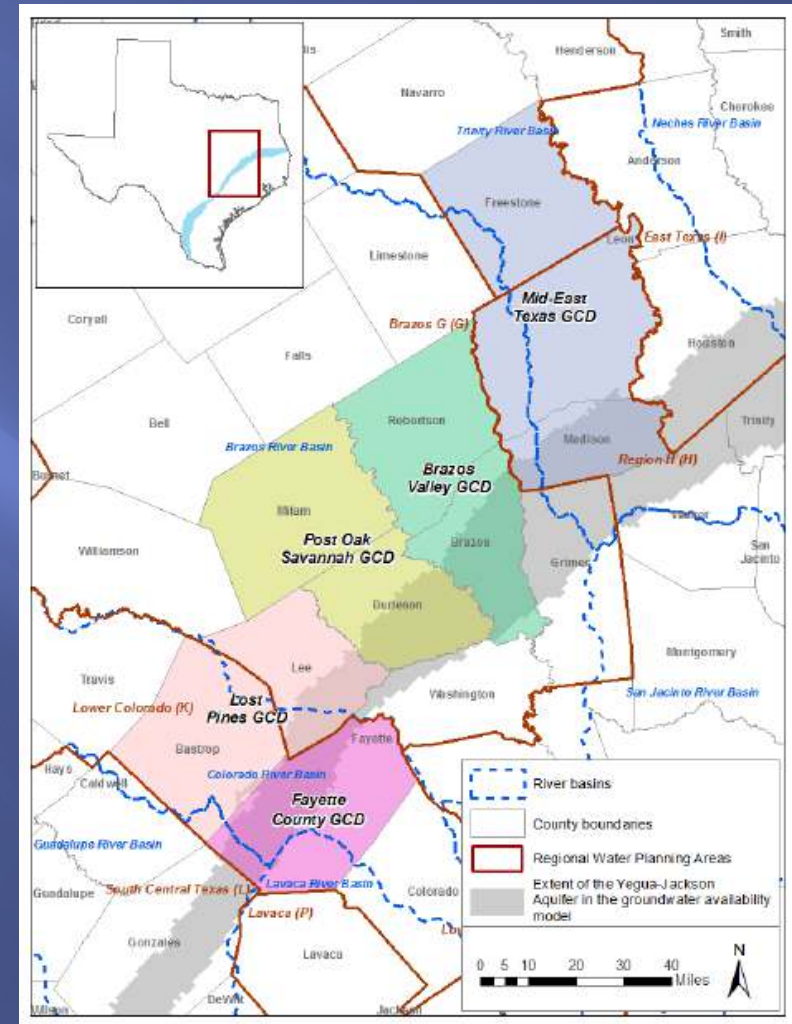 Smith
Henderson
Navarro
Cherokee
Trinity River Basin
Neches River Basin
Anderson
Freestone
Leon
East Texas (I)
Limestone
Mid-East
Texas GCD
Brazos G (G)
Coryell
Houston
Falls
Robertson
Trinity
Bell
Madison
Brazos River Basin
Region H (H)
Brazos
Valley GCD
Burnet
Milam
Walker
Post Oak
Savannah GCD
Brazos
Williamson
Grimes
San
Jacinto
Burleson
Montgomery
Lee
Travis
Washington
San Jacinto River Basin
Lost
Pines GCD
Lower Colorado (K)
Fayette
Bastrop
Hays
Caldwell
Colorado River Basin
River basins
Fayette
County GCD
County boundaries
Guadalupe River Basin
Regional Water Planning Areas
Lavaca River Basin
Guadalupe
South Central Texas (L)
Colorado
Extent of the Yegua-Jackson
Aquifer in the groundwater availability
model
Lavaca (P)
Gonzales
Lavaca
N
0 5 10 20 30 40
Miles
DeWitt
Wilson
Jackson